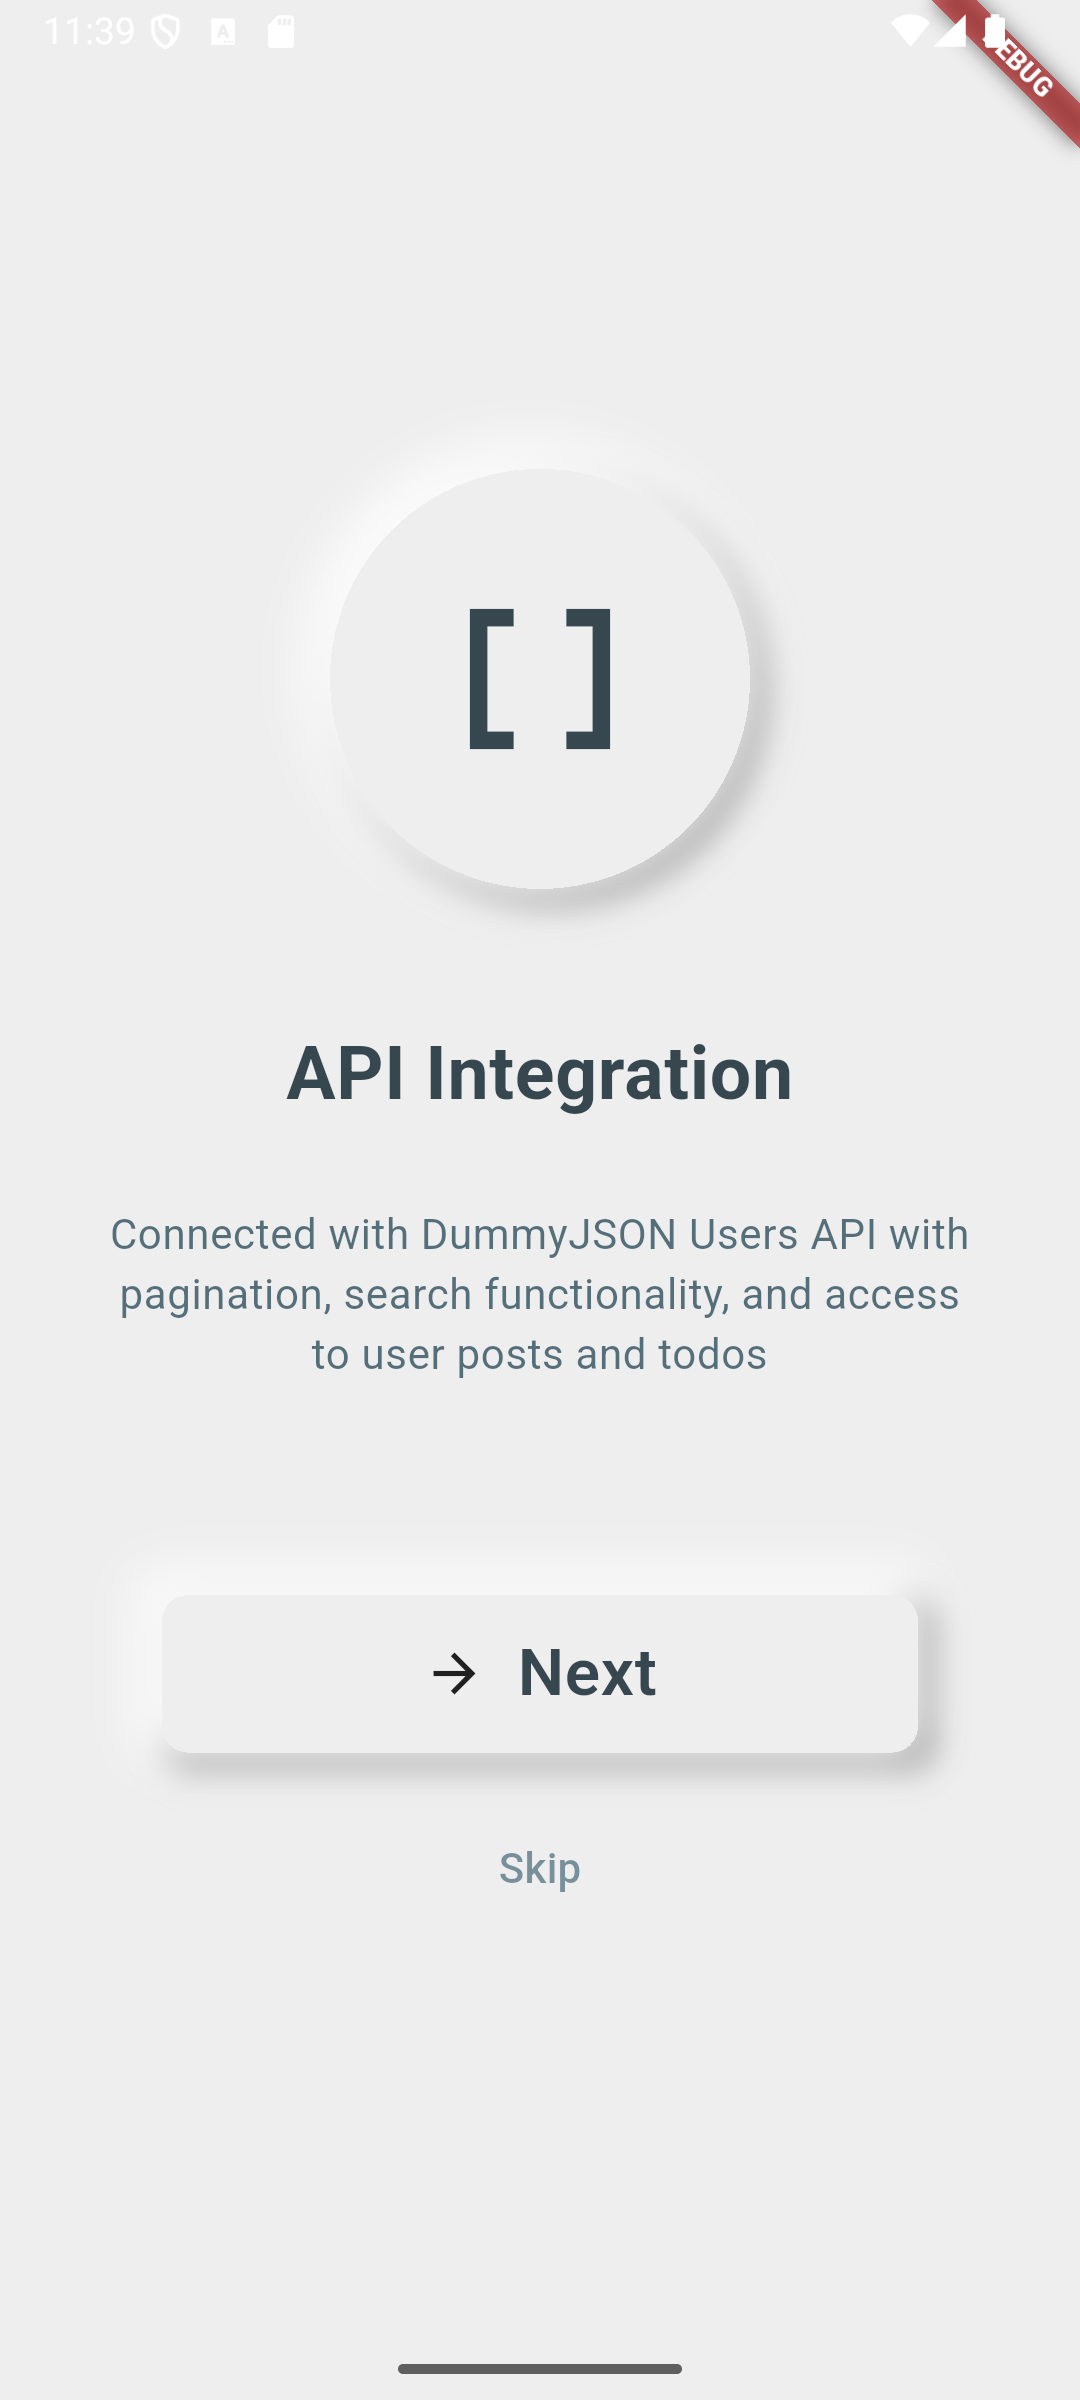 11:39
EBUG
[ ]
API Integration
Connected with DummyJSON Users API with
pagination, search functionality, and access
to user posts and todos
Next
Skip